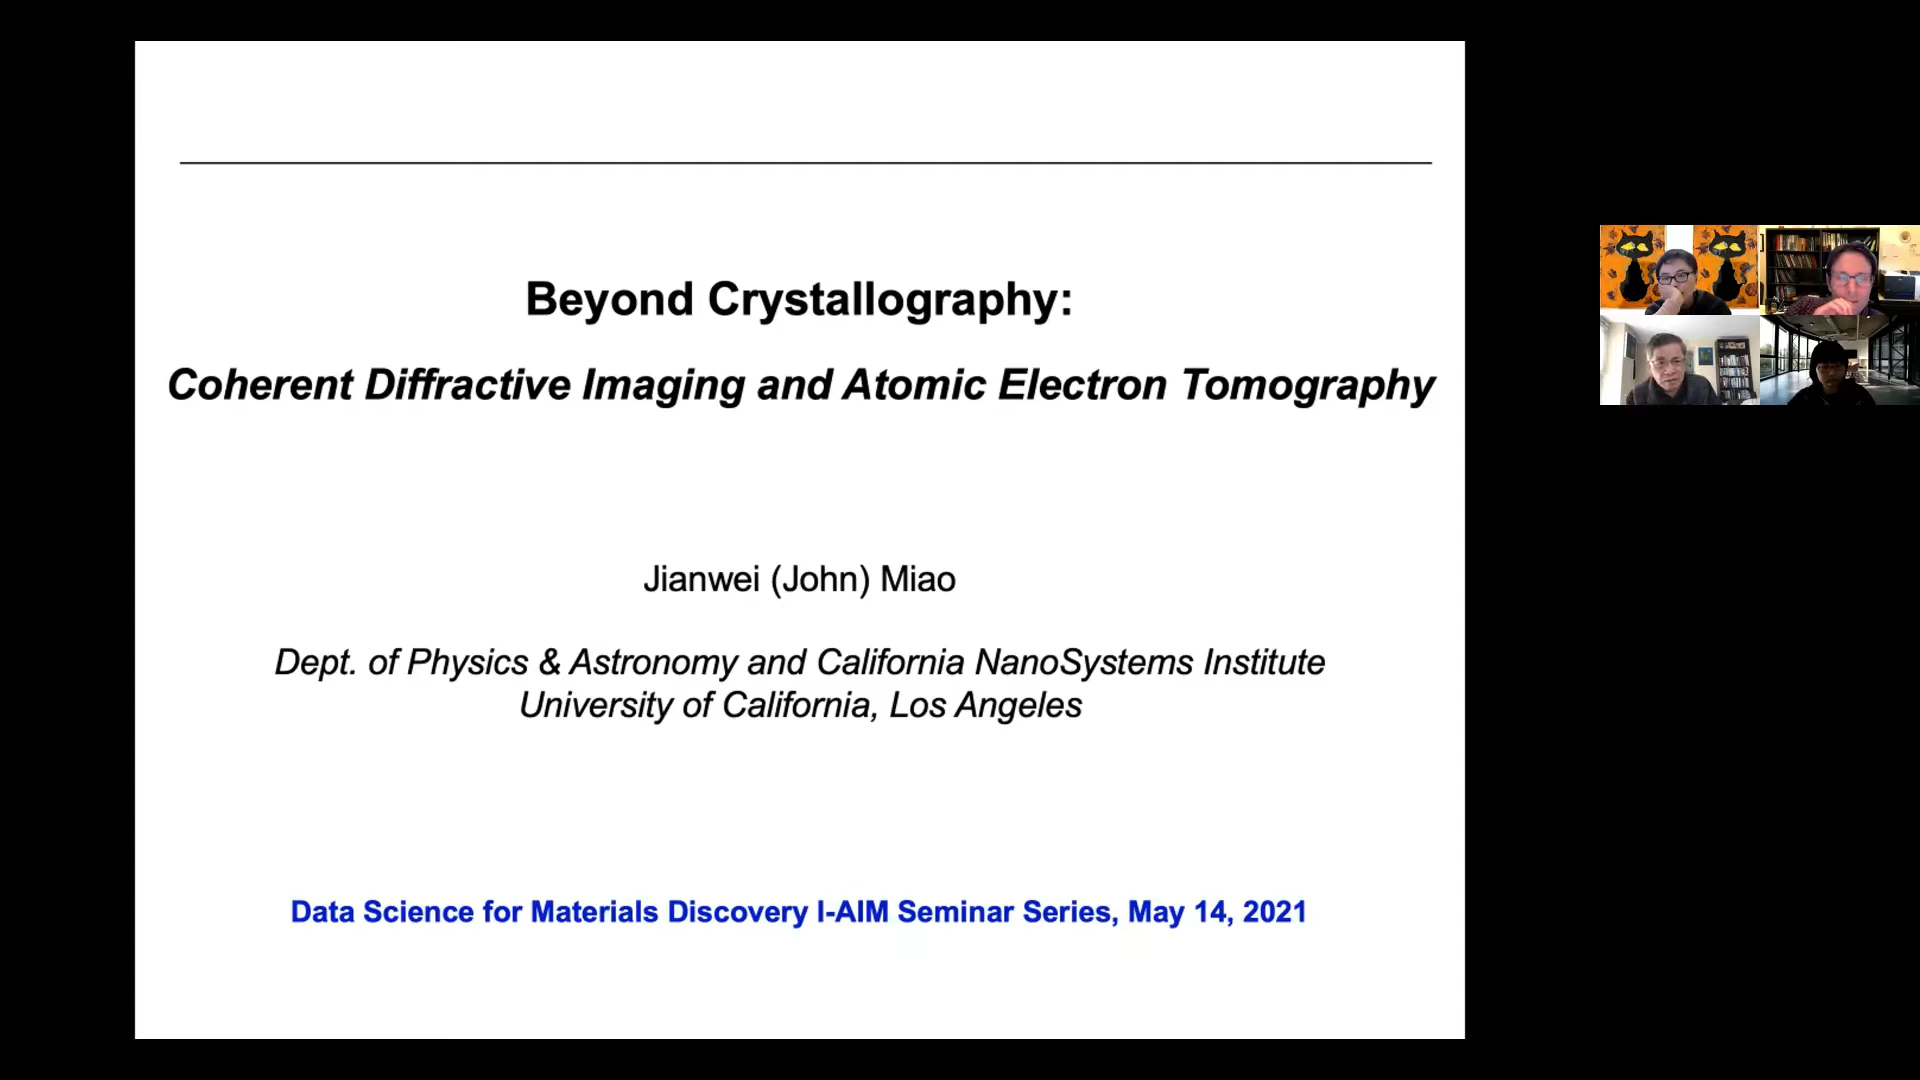 Beyond Crystallography:
Coherent Diffractive Imaging and Atomic Electron Tomography
Jianwei (John) Miao
Dept. of Physics & Astronomy and California NanoSystems Institute
University of California, Los Angeles
Data Science for Materials Discovery I-AIM Seminar Series, May 14, 2021